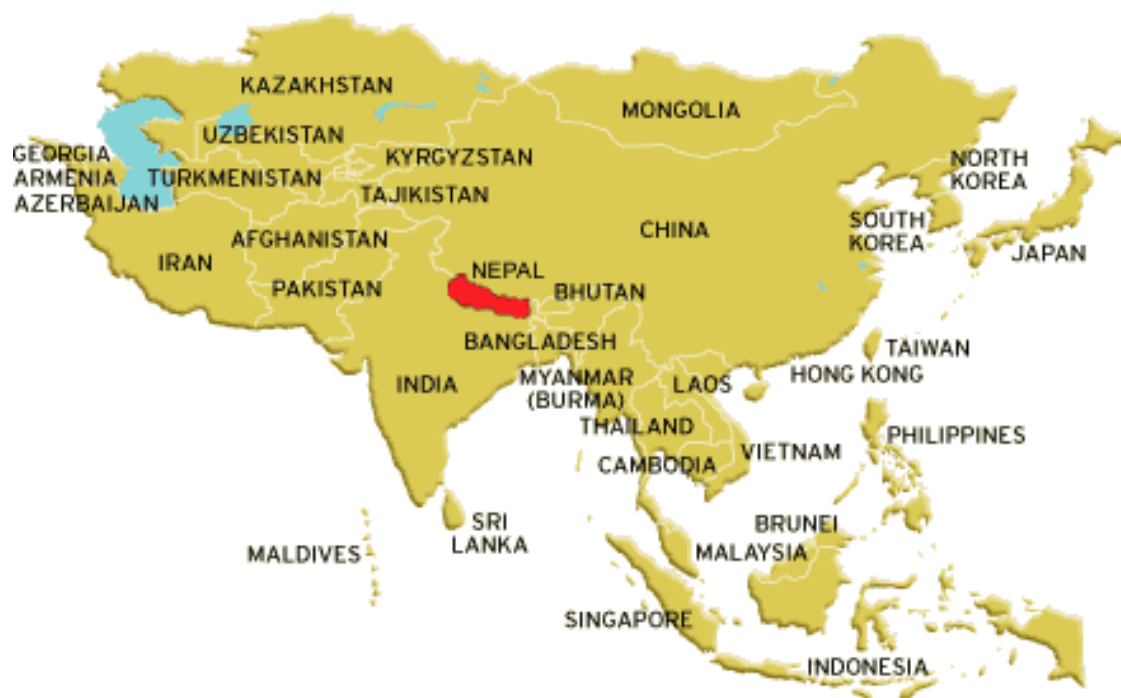 KAZAKHSTAN
MONGOLIA
UZBEKISTAN
GEORGIA
ARMENIA
AZERBAIJAN
KYRGYZSTAN
NORTH
KOREA
TURKMENISTAN
TAJIKISTAN
SOUTH
KOREA
CHINA
AFGHANISTAN
JAPAN
IRAN
NEPAL
PAKISTAN
BHUTAN
BANGLADESH
TAIWAN
HONG KONG
INDIA
MYANMAR
(BURMA)
LAOS
THAILAND
PHILIPPINES
VIETNAM
CAMBODIA
SRI
LANKA
BRUNEI
MALDIVES
MALAYSIA
SINGAPORE
INDONESIA